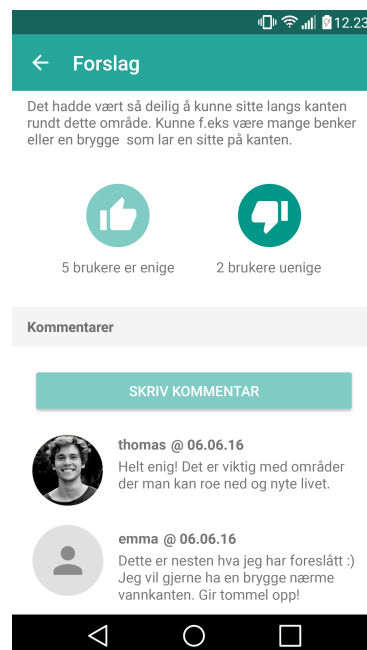 12.23
Forslag
Det hadde vært så deilig å kunne sitte langs kanten
rundt dette område. Kunne f.eks være mange benker
eller en brygge som lar en sitte på kanten.
5 brukere er enige
2 brukere uenige
Kommentarer
SKRIV KOMMENTAR
thomas @ 06.06.16
Helt enig! Det er viktig med områder
der man kan roe ned og nyte livet.
emma @ 06.06.16
Dette er nesten hva jeg har foreslått :)
Jeg vil gjerne ha en brygge nærme
vannkanten. Gir tommel opp!